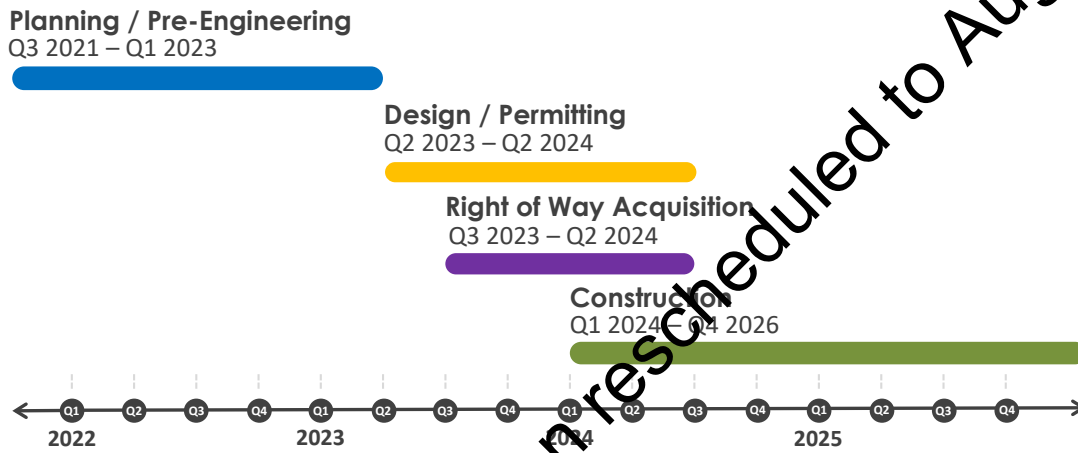 Planning / Pre-Engineering
Q3 2021 – Q1 2023
Design / Permitting
Q2 2023 – Q2 2024
Right of Way Acquisition
Q3 2023 – Q2 2024
Construction
Q1 2024 – Q4 2026
Q1 Q2 Q3 Q4 Q1 Q2 Q3 Q4 Q1 Q2 Q3 Q4 Q1 Q2 Q3 Q4
2022 2023 2024 2025
rescheduled to